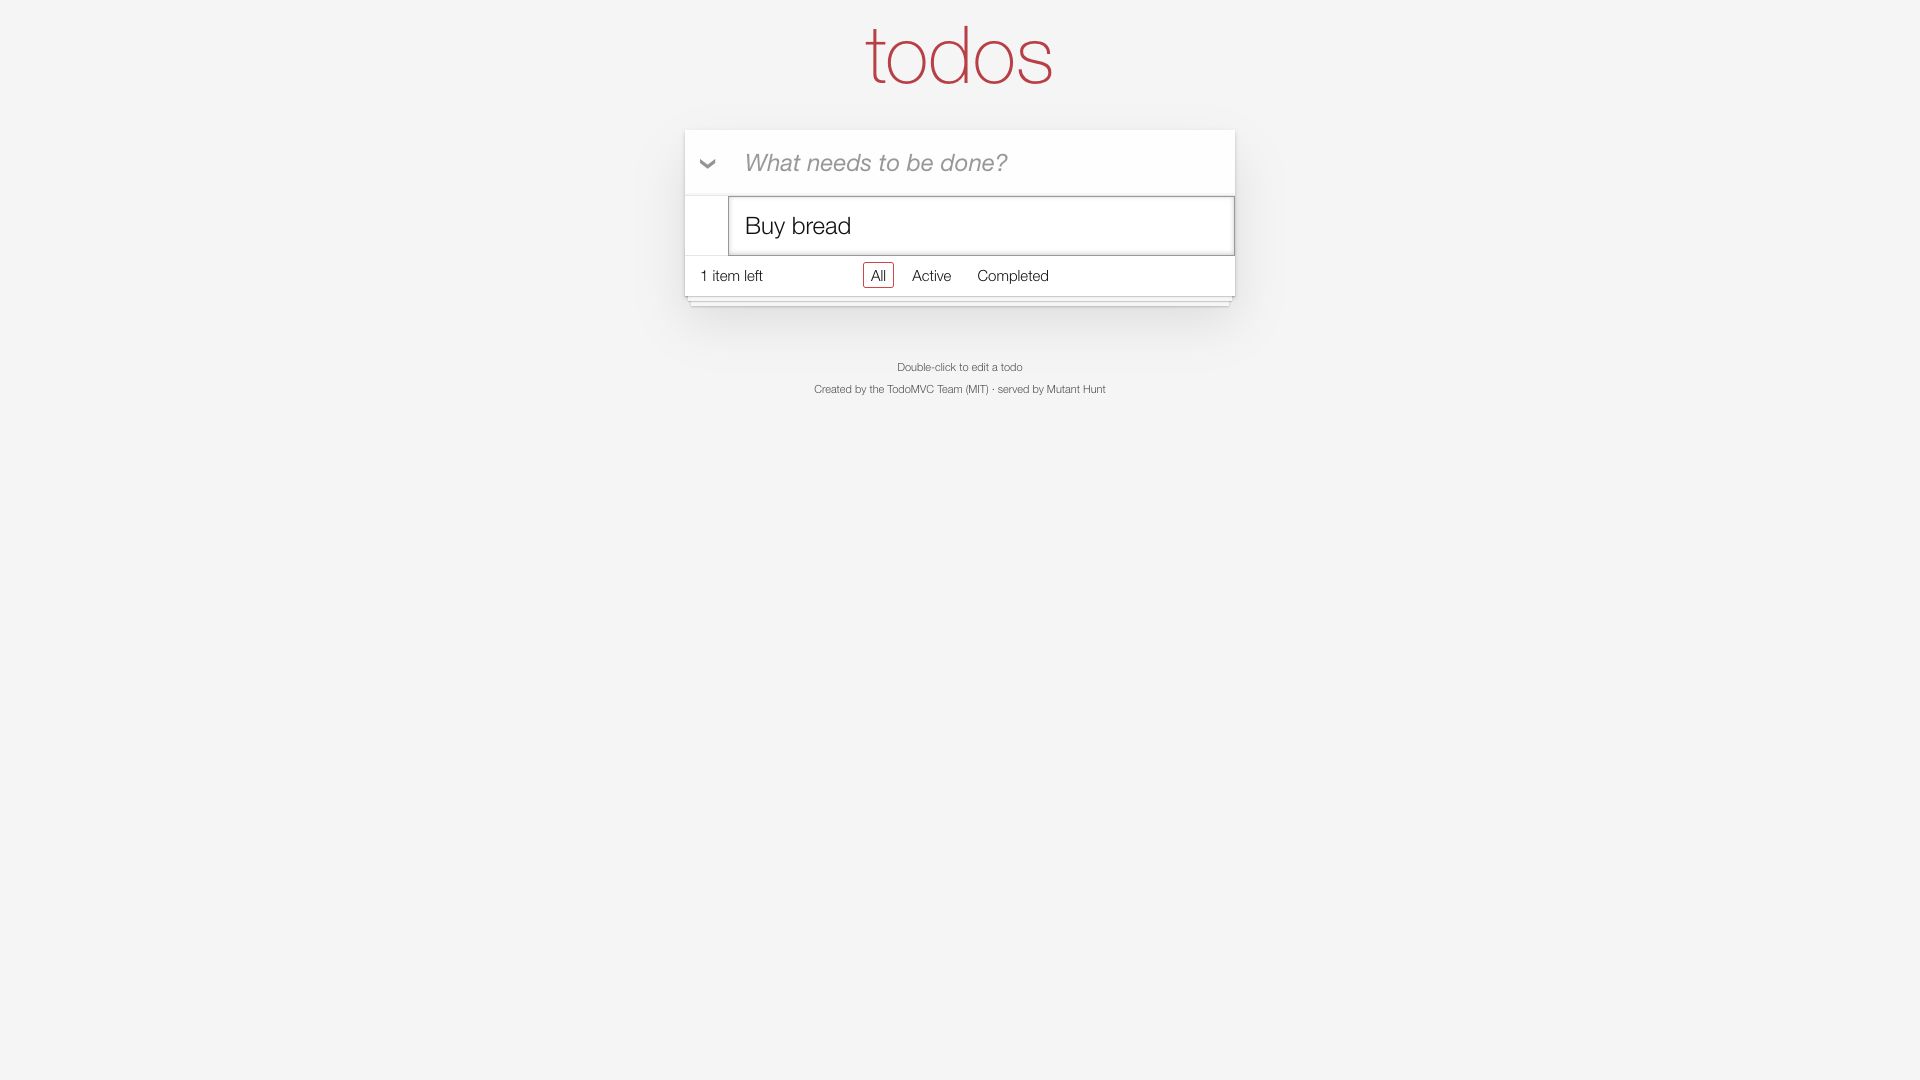 todos
What needs to be done?
Buy bread
1 item left All Active Completed
Double-click to edit a todo
Created by the TodoMVC Team (MIT) · served by Mutant Hunt